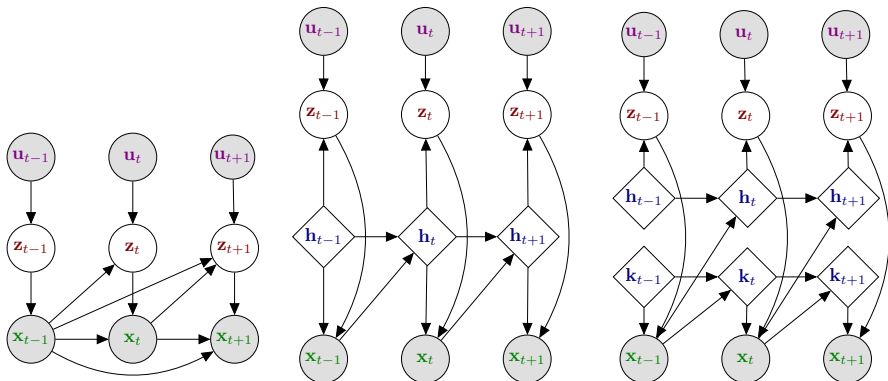 u_{t-1} u_t u_{t+1}
z_{t-1} z_t z_{t+1}
x_{t-1} x_t x_{t+1}
u_{t-1} u_t u_{t+1}
z_{t-1} z_t z_{t+1}
h_{t-1} h_t h_{t+1}
x_{t-1} x_t x_{t+1}
u_{t-1} u_t u_{t+1}
z_{t-1} z_t z_{t+1}
h_{t-1} h_t h_{t+1}
k_{t-1} k_t k_{t+1}
x_{t-1} x_t x_{t+1}